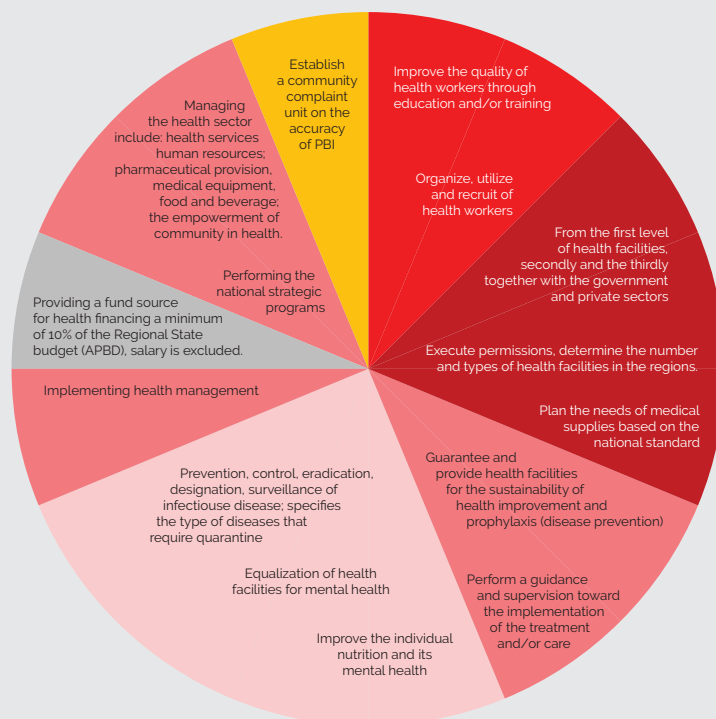 Establish
a community
complaint
unit on the
accuracy
of PBI
Improve the quality of
health workers through
education and/or training
Organize, utilize
and recruit of
health workers
From the first level
of health facilities,
secondly and the thirdly
together with the government
and private sectors
Execute permissions, determine the number
and types of health facilities in the regions.
Plan the needs of medical
supplies based on the
national standard
Guarantee and
provide health facilities
for the sustainability of
health improvement and
prophylaxis (disease prevention)
Perform a guidance
and supervision toward
the implementation
of the treatment
and/or care
Prevention, control, eradication,
designation, surveillance of
infectiouse disease; specifies
the type of diseases that
require quarantine
Equalization of health
facilities for mental health
Improve the individual
nutrition and its
mental health
Implementing health management
Providing a fund source
for health financing a minimum
of 10% of the Regional State
budget (APBD), salary is excluded.
Managing
the health sector
include: health services
human resources;
pharmaceutical provision,
medical equipment,
food and beverage;
the empowerment of
community in health.
Performing the
national strategic
programs